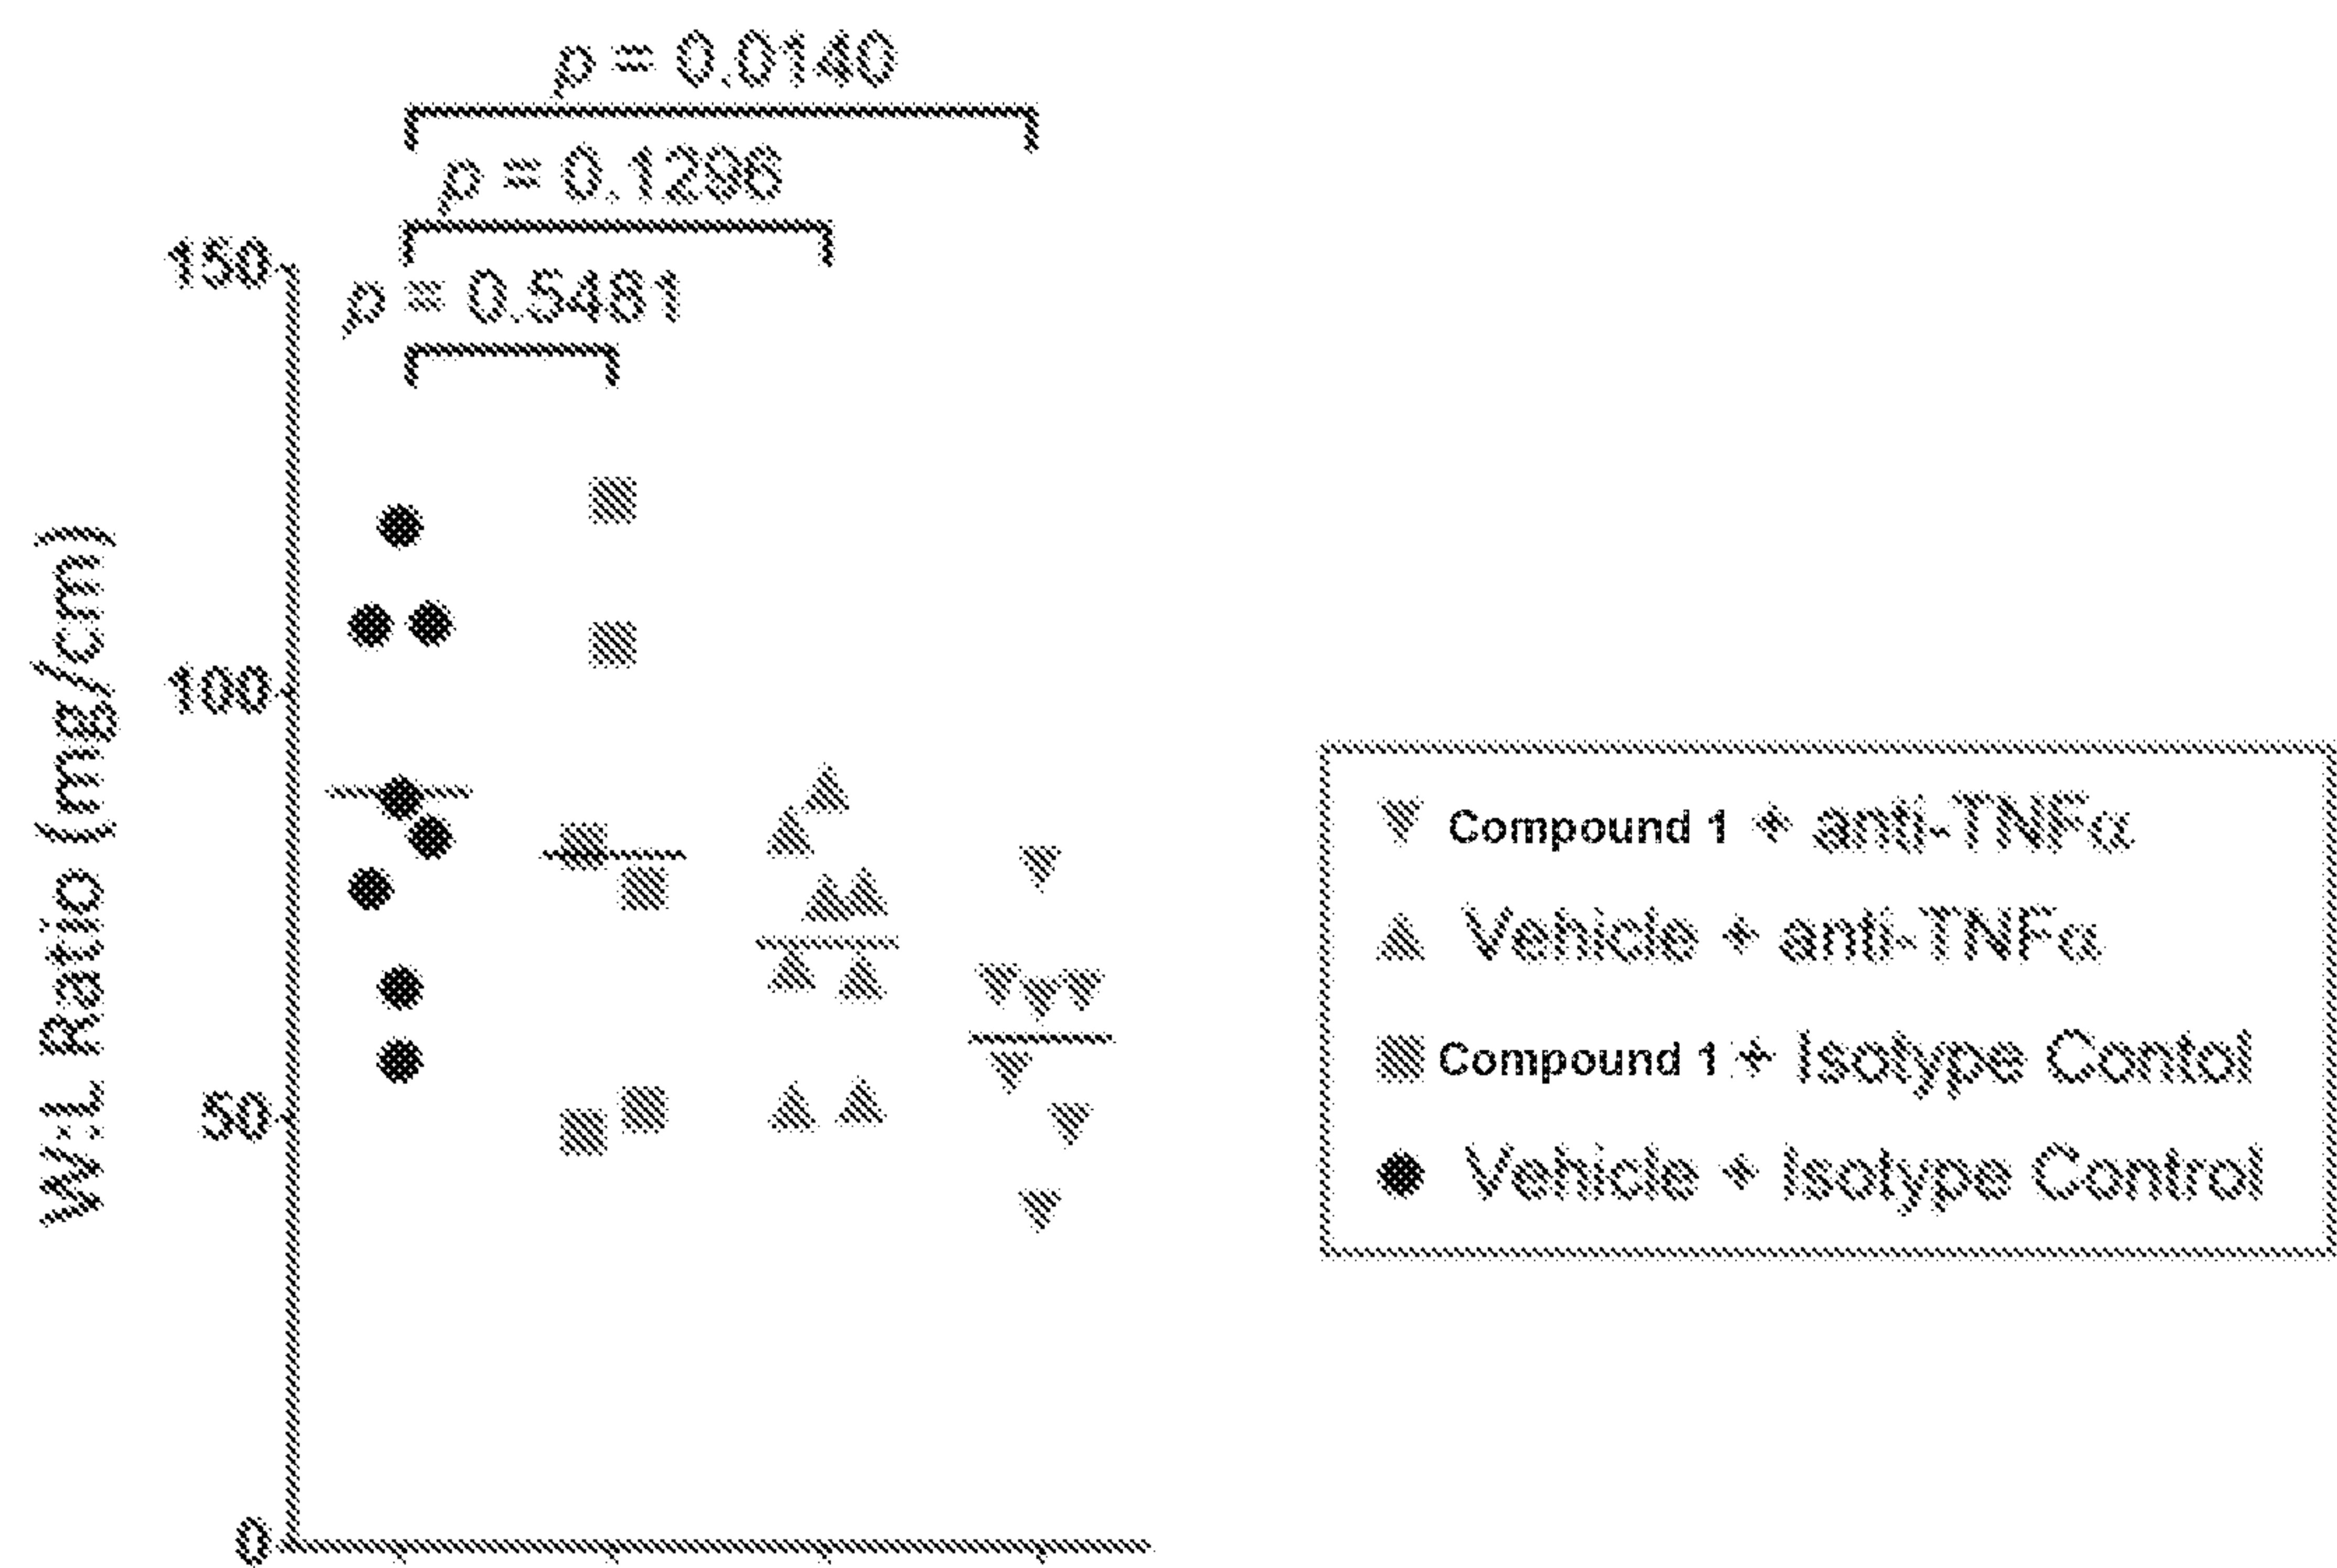 p = 0.0140
p = 0.1296
p = 0.5481
150
100
50
0
W:L Ratio (mg/cm)
Compound 1 + anti-TNFα
Vehicle + anti-TNFα
Compound 1 + Isotype Contol
Vehicle + Isotype Control